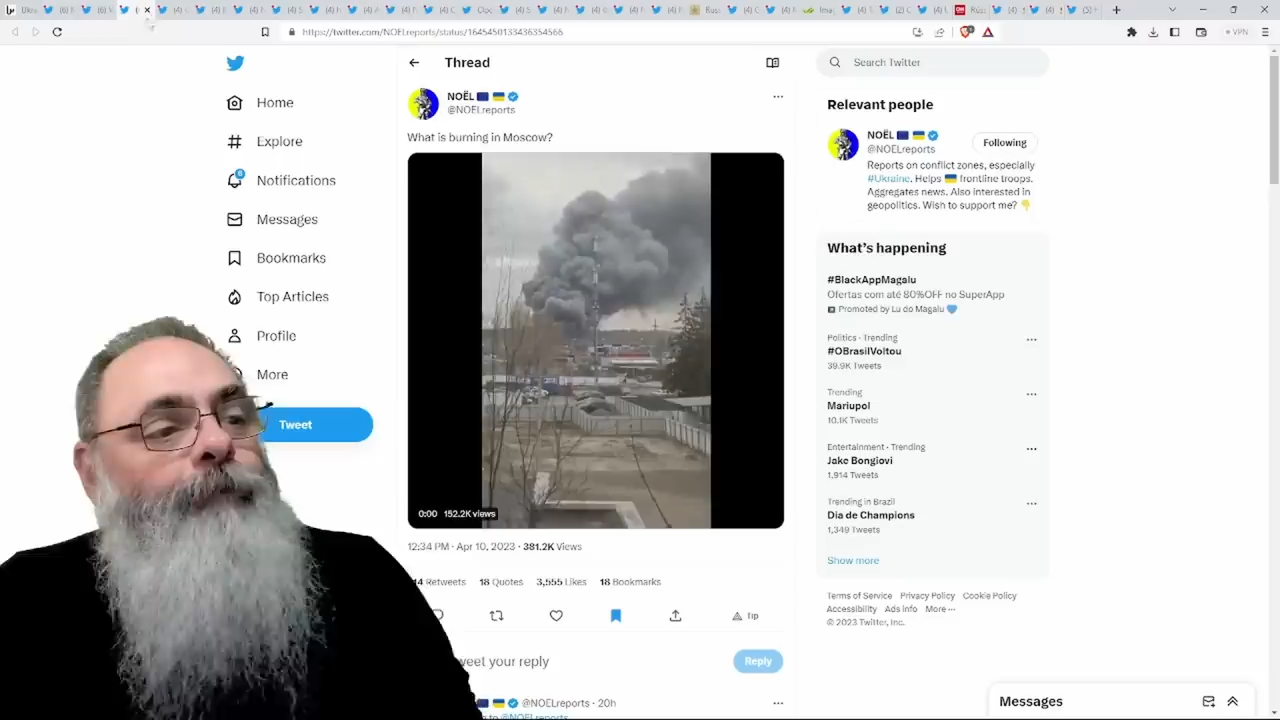 https://twitter.com/NOELreports/status/1645450133436354566
VPN
Home
Explore
6
Notifications
Messages
Bookmarks
Top Articles
Profile
More
Tweet
Thread
NOËL
@NOELreports
What is burning in Moscow?
0:00 152.2K views
12:34 PM · Apr 10, 2023 · 381.2K Views
Retweets 18 Quotes 3,555 Likes 18 Bookmarks
Tip
weet your reply
Reply
@NOELreports · 20h
@NOELreports
Search Twitter
Relevant people
NOËL
@NOELreports
Following
Reports on conflict zones, especially
#Ukraine. Helps frontline troops.
Aggregates news. Also interested in
geopolitics. Wish to support me?
What's happening
#BlackAppMagalu
Ofertas com até 80%OFF no SuperApp
Promoted by Lu do Magalu
Politics · Trending
#OBrasilVoltou
39.9K Tweets
Trending
Mariupol
10.1K Tweets
Entertainment · Trending
Jake Bongiovi
1,914 Tweets
Trending in Brazil
Dia de Champions
1,349 Tweets
Show more
Terms of Service Privacy Policy Cookie Policy
Accessibility Ads info More ···
© 2023 Twitter, Inc.
Messages